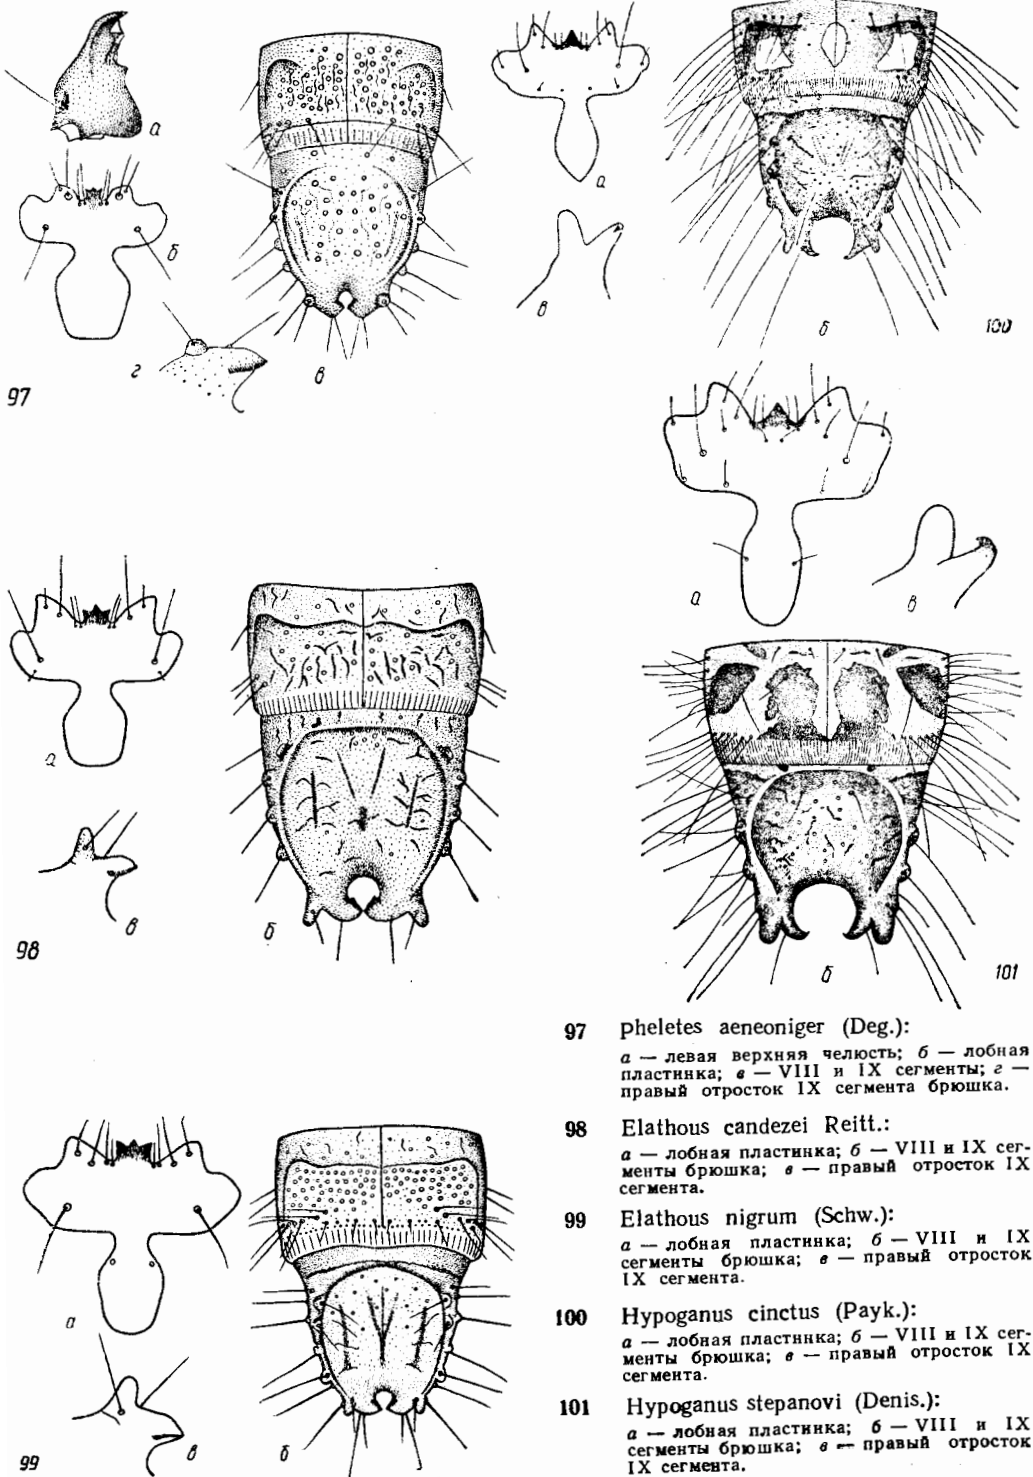 а
б
в
г
97
а
б
в
100
а
б
в
98
а
в
б
101
а
б
в
99
97 Pheletes aeneoniger (Deg.):
а — левая верхняя челюсть; б — лобная
пластинка; в — VIII и IX сегменты; г —
правый отросток IX сегмента брюшка.
98 Elathous candezei Reitt.:
а — лобная пластинка; б — VIII и IX сег-
менты брюшка; в — правый отросток IX
сегмента.
99 Elathous nigrum (Schw.):
а — лобная пластинка; б — VIII и IX
сегменты брюшка; в — правый отросток
IX сегмента.
100 Hypoganus cinctus (Payk.):
а — лобная пластинка; б — VIII и IX сег-
менты брюшка; в — правый отросток IX
сегмента.
101 Hypoganus stepanovi (Denis.):
а — лобная пластинка; б — VIII и IX
сегменты брюшка; в — правый отросток
IX сегмента.